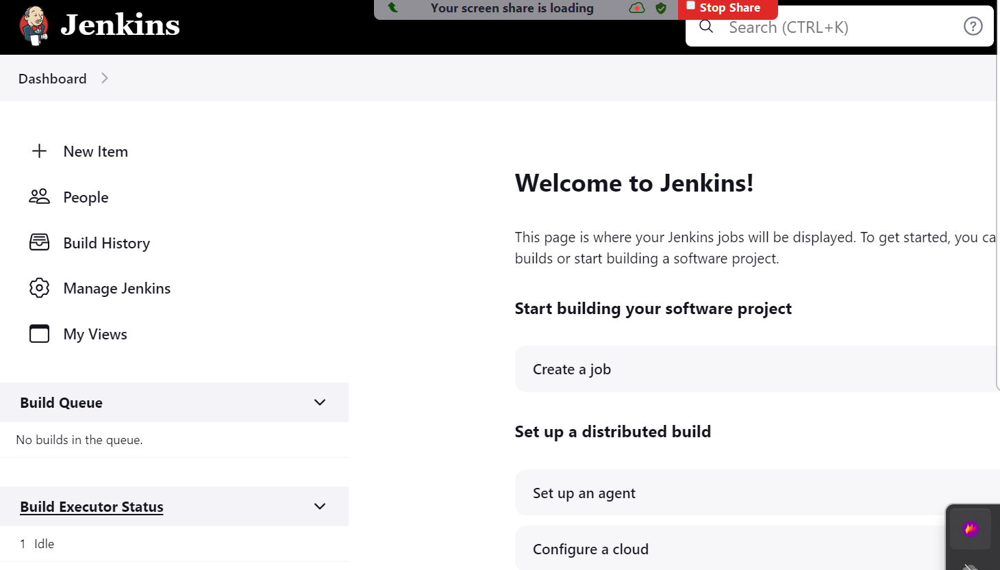 Your screen share is loading
Stop Share
Jenkins
Search (CTRL+K)
Dashboard
New Item
People
Build History
Manage Jenkins
My Views
Build Queue
No builds in the queue.
Build Executor Status
1 Idle
Welcome to Jenkins!
This page is where your Jenkins jobs will be displayed. To get started, you ca
builds or start building a software project.
Start building your software project
Create a job
Set up a distributed build
Set up an agent
Configure a cloud